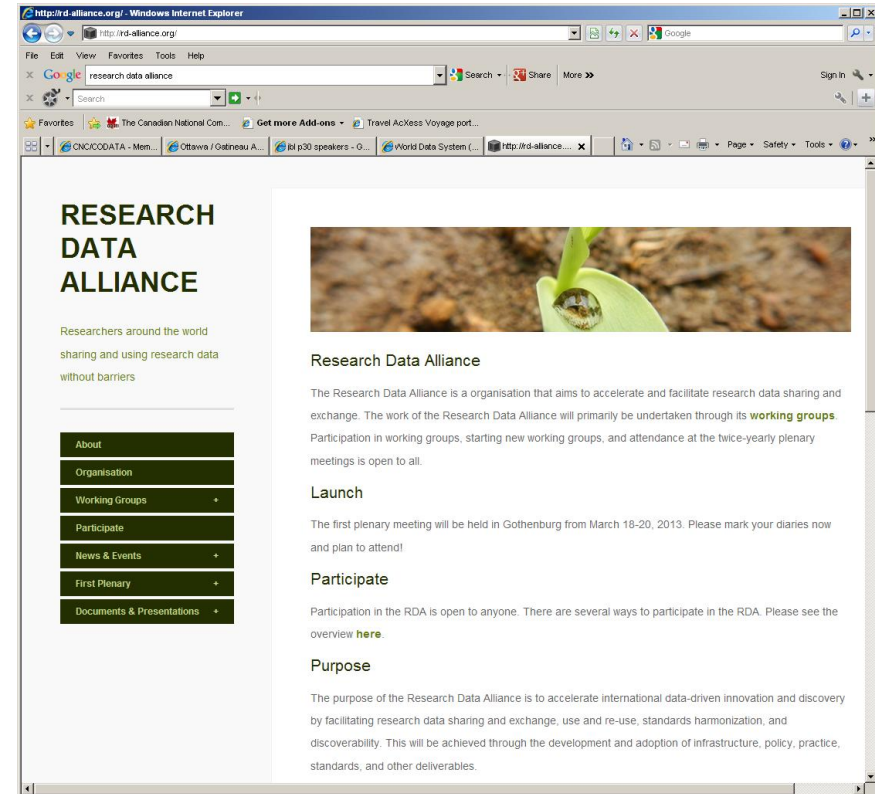 http://rd-alliance.org/ - Windows Internet Explorer
http://rd-alliance.org/
Google
File Edit View Favorites Tools Help
x Google research data alliance Search Share More » Sign In
x Search
Favorites The Canadian National Com... Get more Add-ons Travel AcXess Voyage port...
CNC/CODATA - Mem... Ottawa / Gatineau A... ibl p30 speakers - G... World Data System (... http://rd-alliance.... x Page Safety Tools »
RESEARCH
DATA
ALLIANCE
Researchers around the world
sharing and using research data
without barriers
About
Organisation
Working Groups +
Participate
News & Events +
First Plenary +
Documents & Presentations +
Research Data Alliance
The Research Data Alliance is a organisation that aims to accelerate and facilitate research data sharing and
exchange. The work of the Research Data Alliance will primarily be undertaken through its working groups.
Participation in working groups, starting new working groups, and attendance at the twice-yearly plenary
meetings is open to all.
Launch
The first plenary meeting will be held in Gothenburg from March 18-20, 2013. Please mark your diaries now
and plan to attend!
Participate
Participation in the RDA is open to anyone. There are several ways to participate in the RDA. Please see the
overview here.
Purpose
The purpose of the Research Data Alliance is to accelerate international data-driven innovation and discovery
by facilitating research data sharing and exchange, use and re-use, standards harmonization, and
discoverability. This will be achieved through the development and adoption of infrastructure, policy, practice,
standards, and other deliverables.